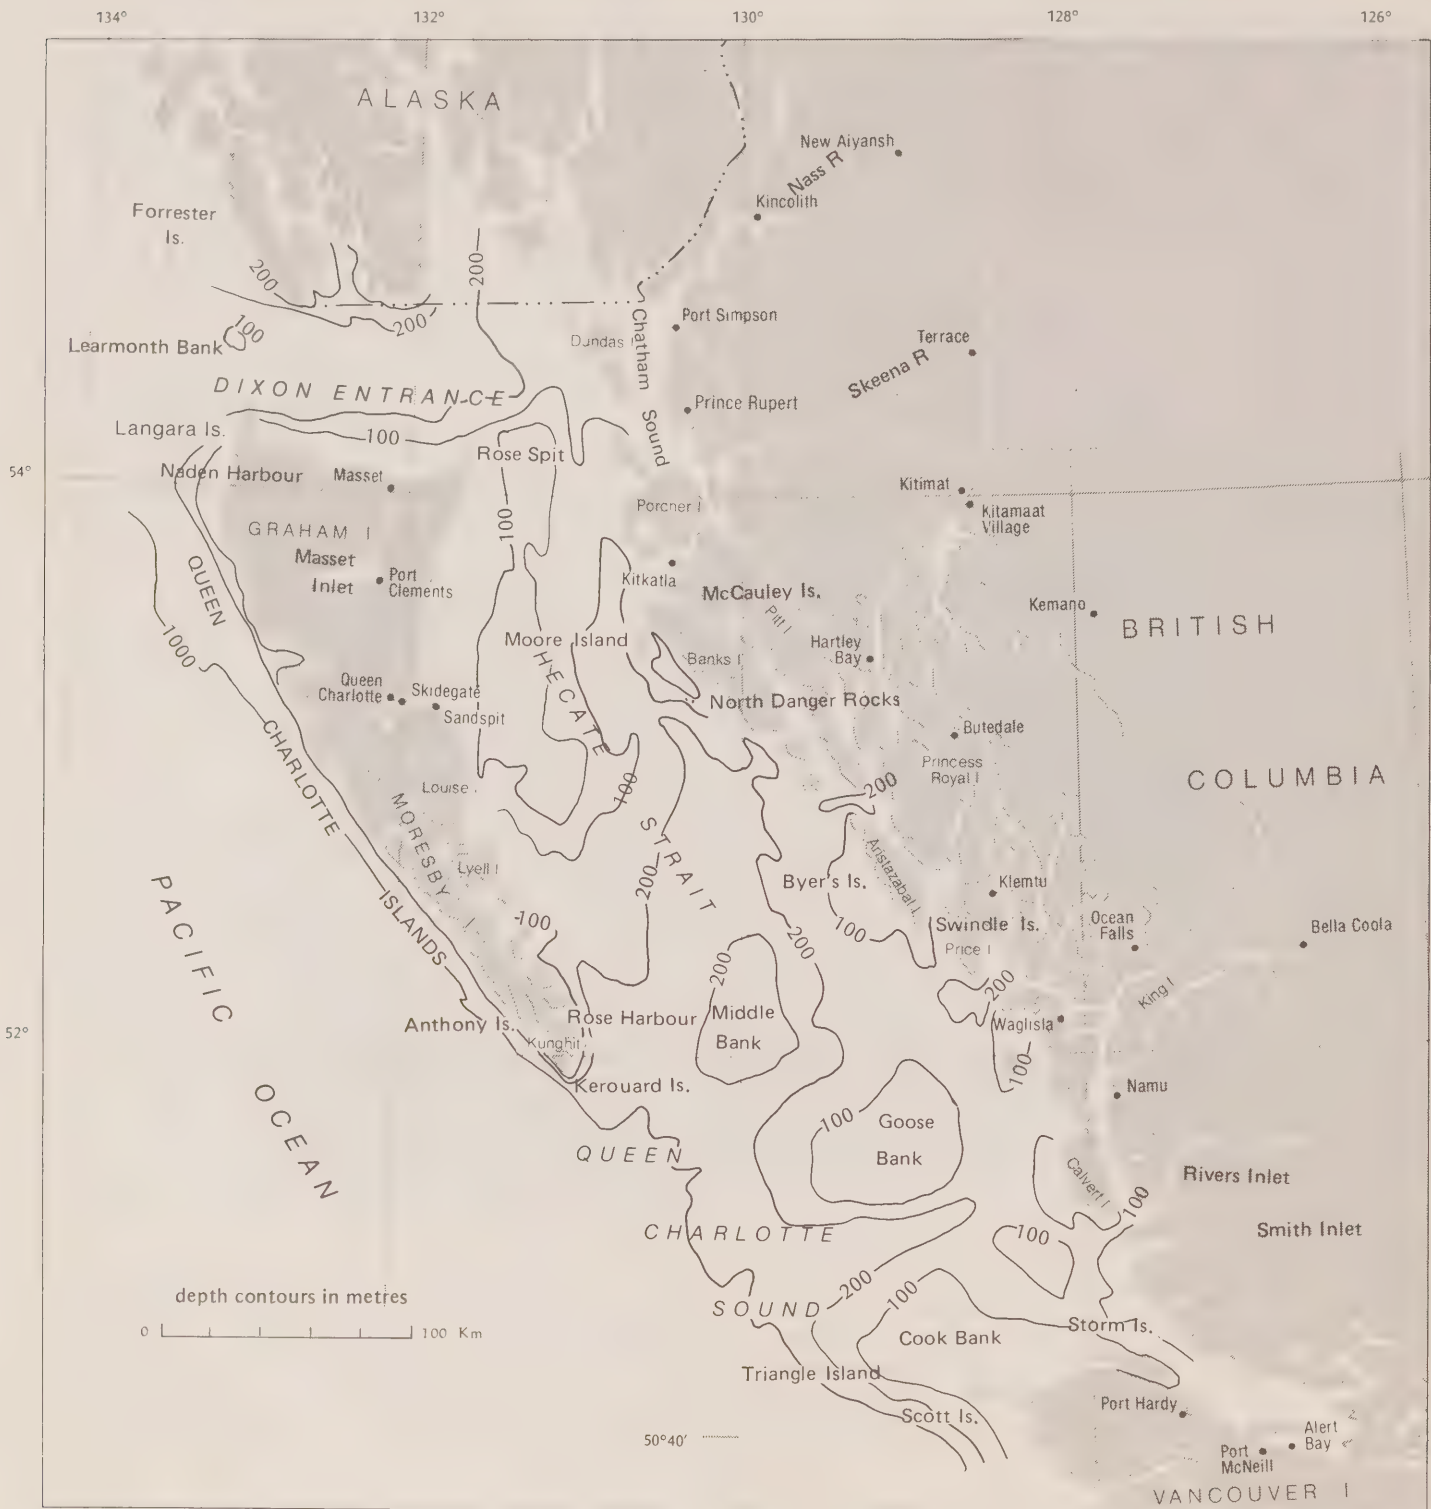 134°
132°
130°
128°
126°
ALASKA
New Aiyansh
Nass R
Kincolith
Forrester
Is.
200
200
200
100
Learmonth Bank
Dundas I
Chatham Sound
Port Simpson
Terrace
Skeena R
DIXON ENTRANCE
Prince Rupert
Langara Is.
100
Rose Spit
54°
Naden Harbour
Masset
Kitimat
Kitamaat
Village
Porcher I
100
GRAHAM I
Masset
Inlet
Port
Clements
Kitkatla
McCauley Is.
Pitt I
Kemano
BRITISH
1000
Moore Island
Hartley
Bay
Banks I
Queen
Charlotte
Skidegate
Sandspit
North Danger Rocks
Butedale
Princess
Royal I
COLUMBIA
HECATE STRAIT
100
200
Louise
MORESBY I
Lyell I
Aristazabal I
200
Byer's Is.
Klemtu
QUEEN CHARLOTTE ISLANDS
100
100
Swindle Is.
Price I
Ocean
Falls
Bella Coola
200
200
200
King I
PACIFIC OCEAN
52°
Anthony Is.
Rose Harbour
Middle
Bank
Waglisla
Kunghit
Kerouard Is.
100
Namu
100
Goose
Bank
QUEEN
Calvert I
Rivers Inlet
100
CHARLOTTE
100
Smith Inlet
depth contours in metres
0
100 Km
SOUND
200
100
Cook Bank
Storm Is.
Triangle Island
Scott Is.
Port Hardy
50°40'
Alert
Bay
Port
McNeill
VANCOUVER I